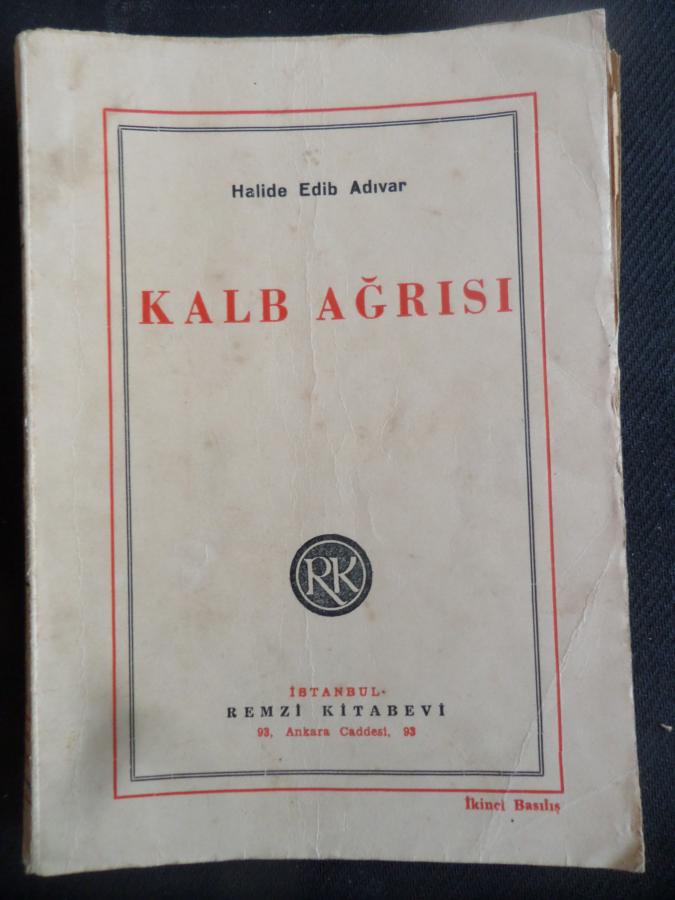 Halide Edib Adıvar
KALB AĞRISI
RK
İSTANBUL
REMZİ KİTABEVİ
93, Ankara Caddesi, 93
İkinci Basılış